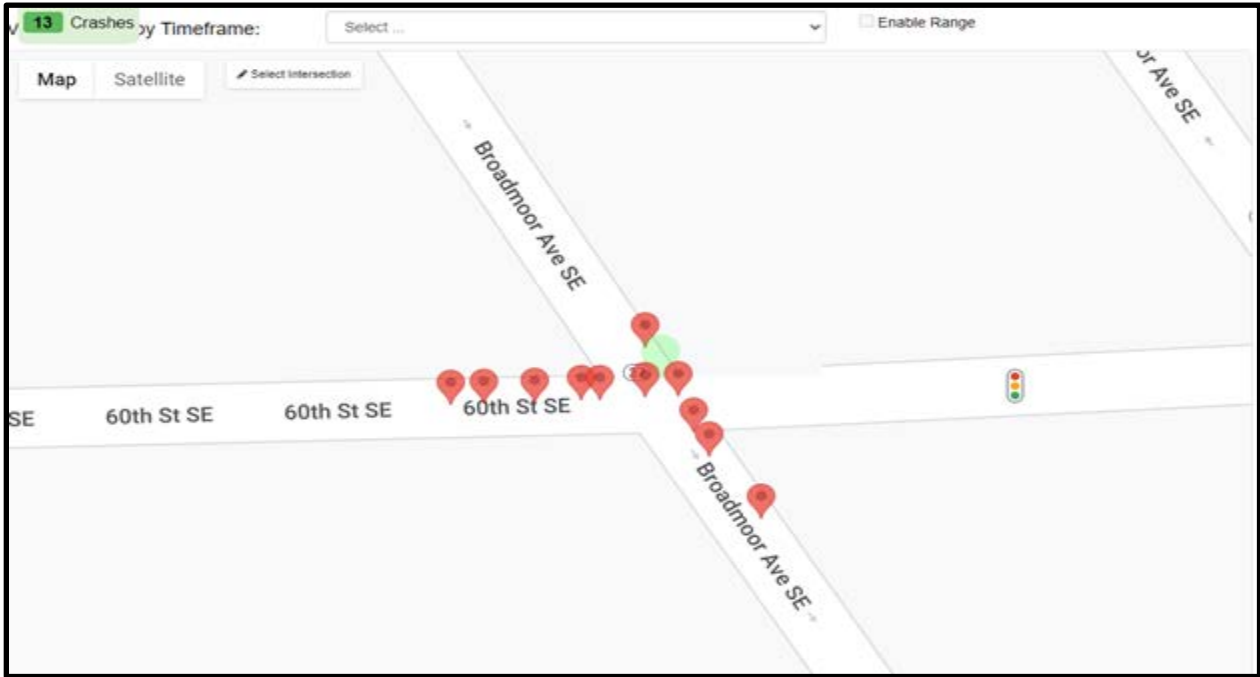 13 Crashes by Timeframe: Select ... Enable Range
Map Satellite Select Intersection
or Ave SE
Broadmoor Ave SE
SE 60th St SE 60th St SE 60th St SE
Broadmoor Ave SE